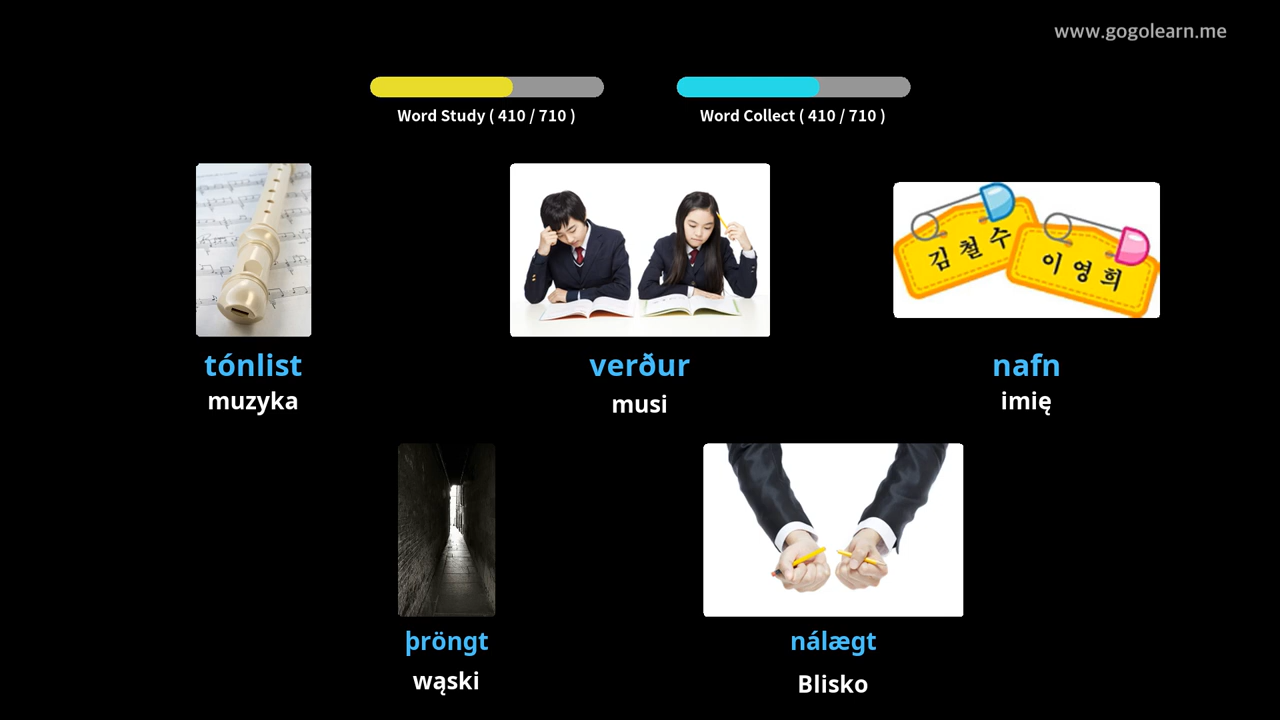 www.gogolearn.me
Word Study ( 410 / 710 )
Word Collect ( 410 / 710 )
김철수
이영희
tónlist
muzyka
verður
musi
nafn
imię
þröngt
wąski
nálægt
Blisko